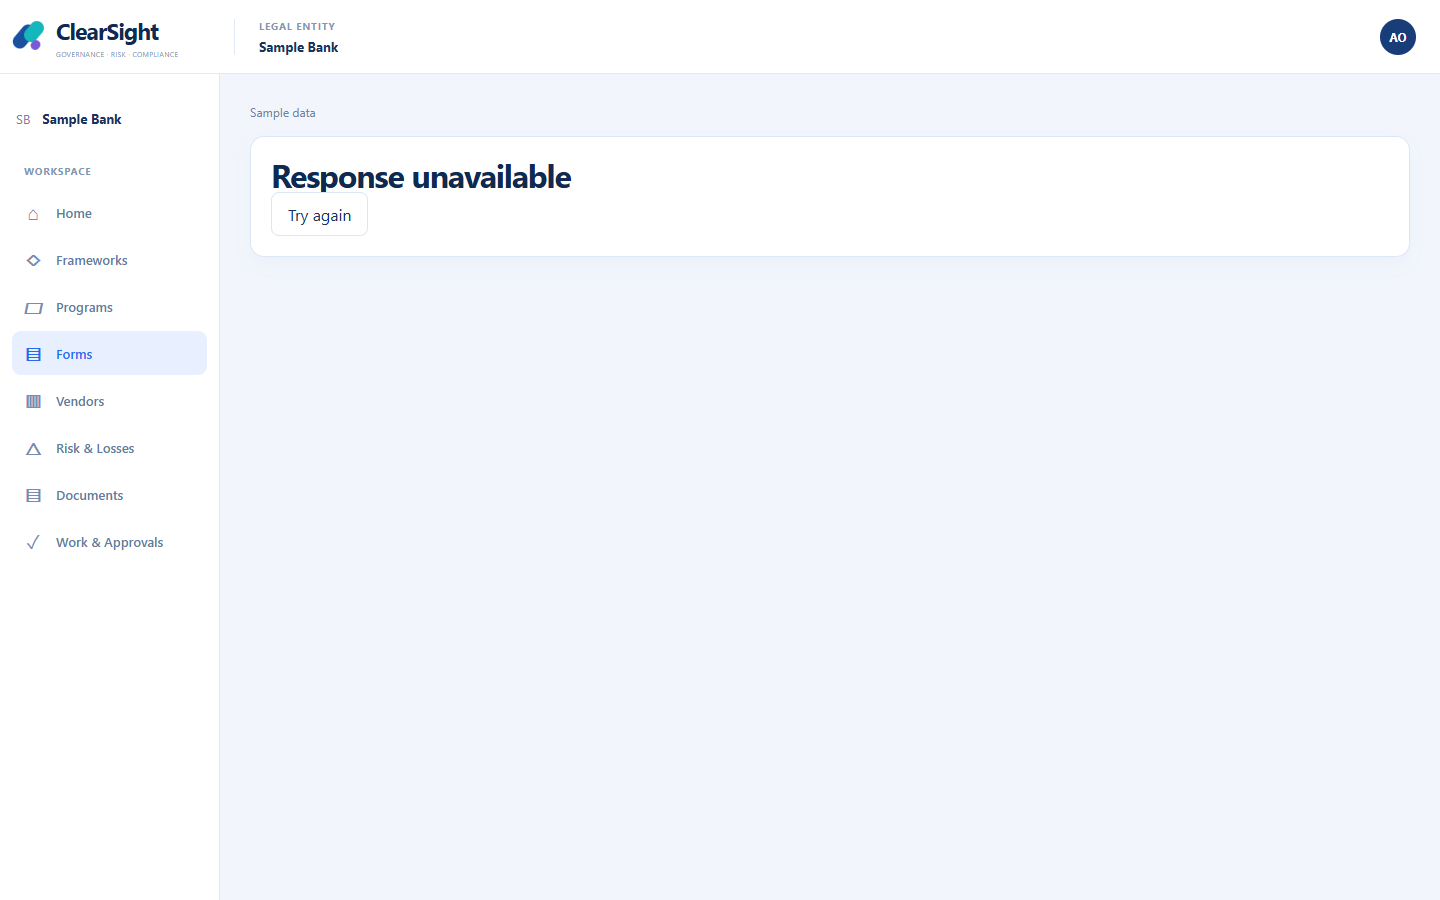 ClearSight
GOVERNANCE · RISK · COMPLIANCE
LEGAL ENTITY
Sample Bank
AO
SB Sample Bank
WORKSPACE
Home
Frameworks
Programs
Forms
Vendors
Risk & Losses
Documents
Work & Approvals
Sample data
Response unavailable
Try again